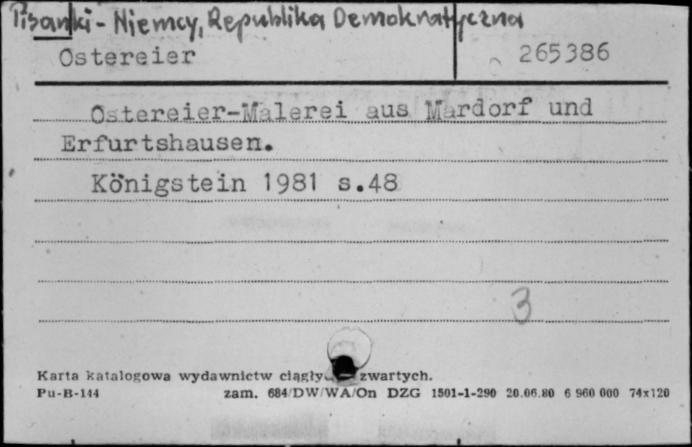 Pisanki - Niemcy, Republika Demokratyczna
Ostereier 265386
Ostereier-Malerei aus Mardorf und
Erfurtshausen.
Königstein 1981 s.48
3
Karta katalogowa wydawnictw ciągły zwartych.
Pu-B-144 zam. 684/DW/WA/On DZG 1501-1-290 20.06.80 6 960 000 74x120